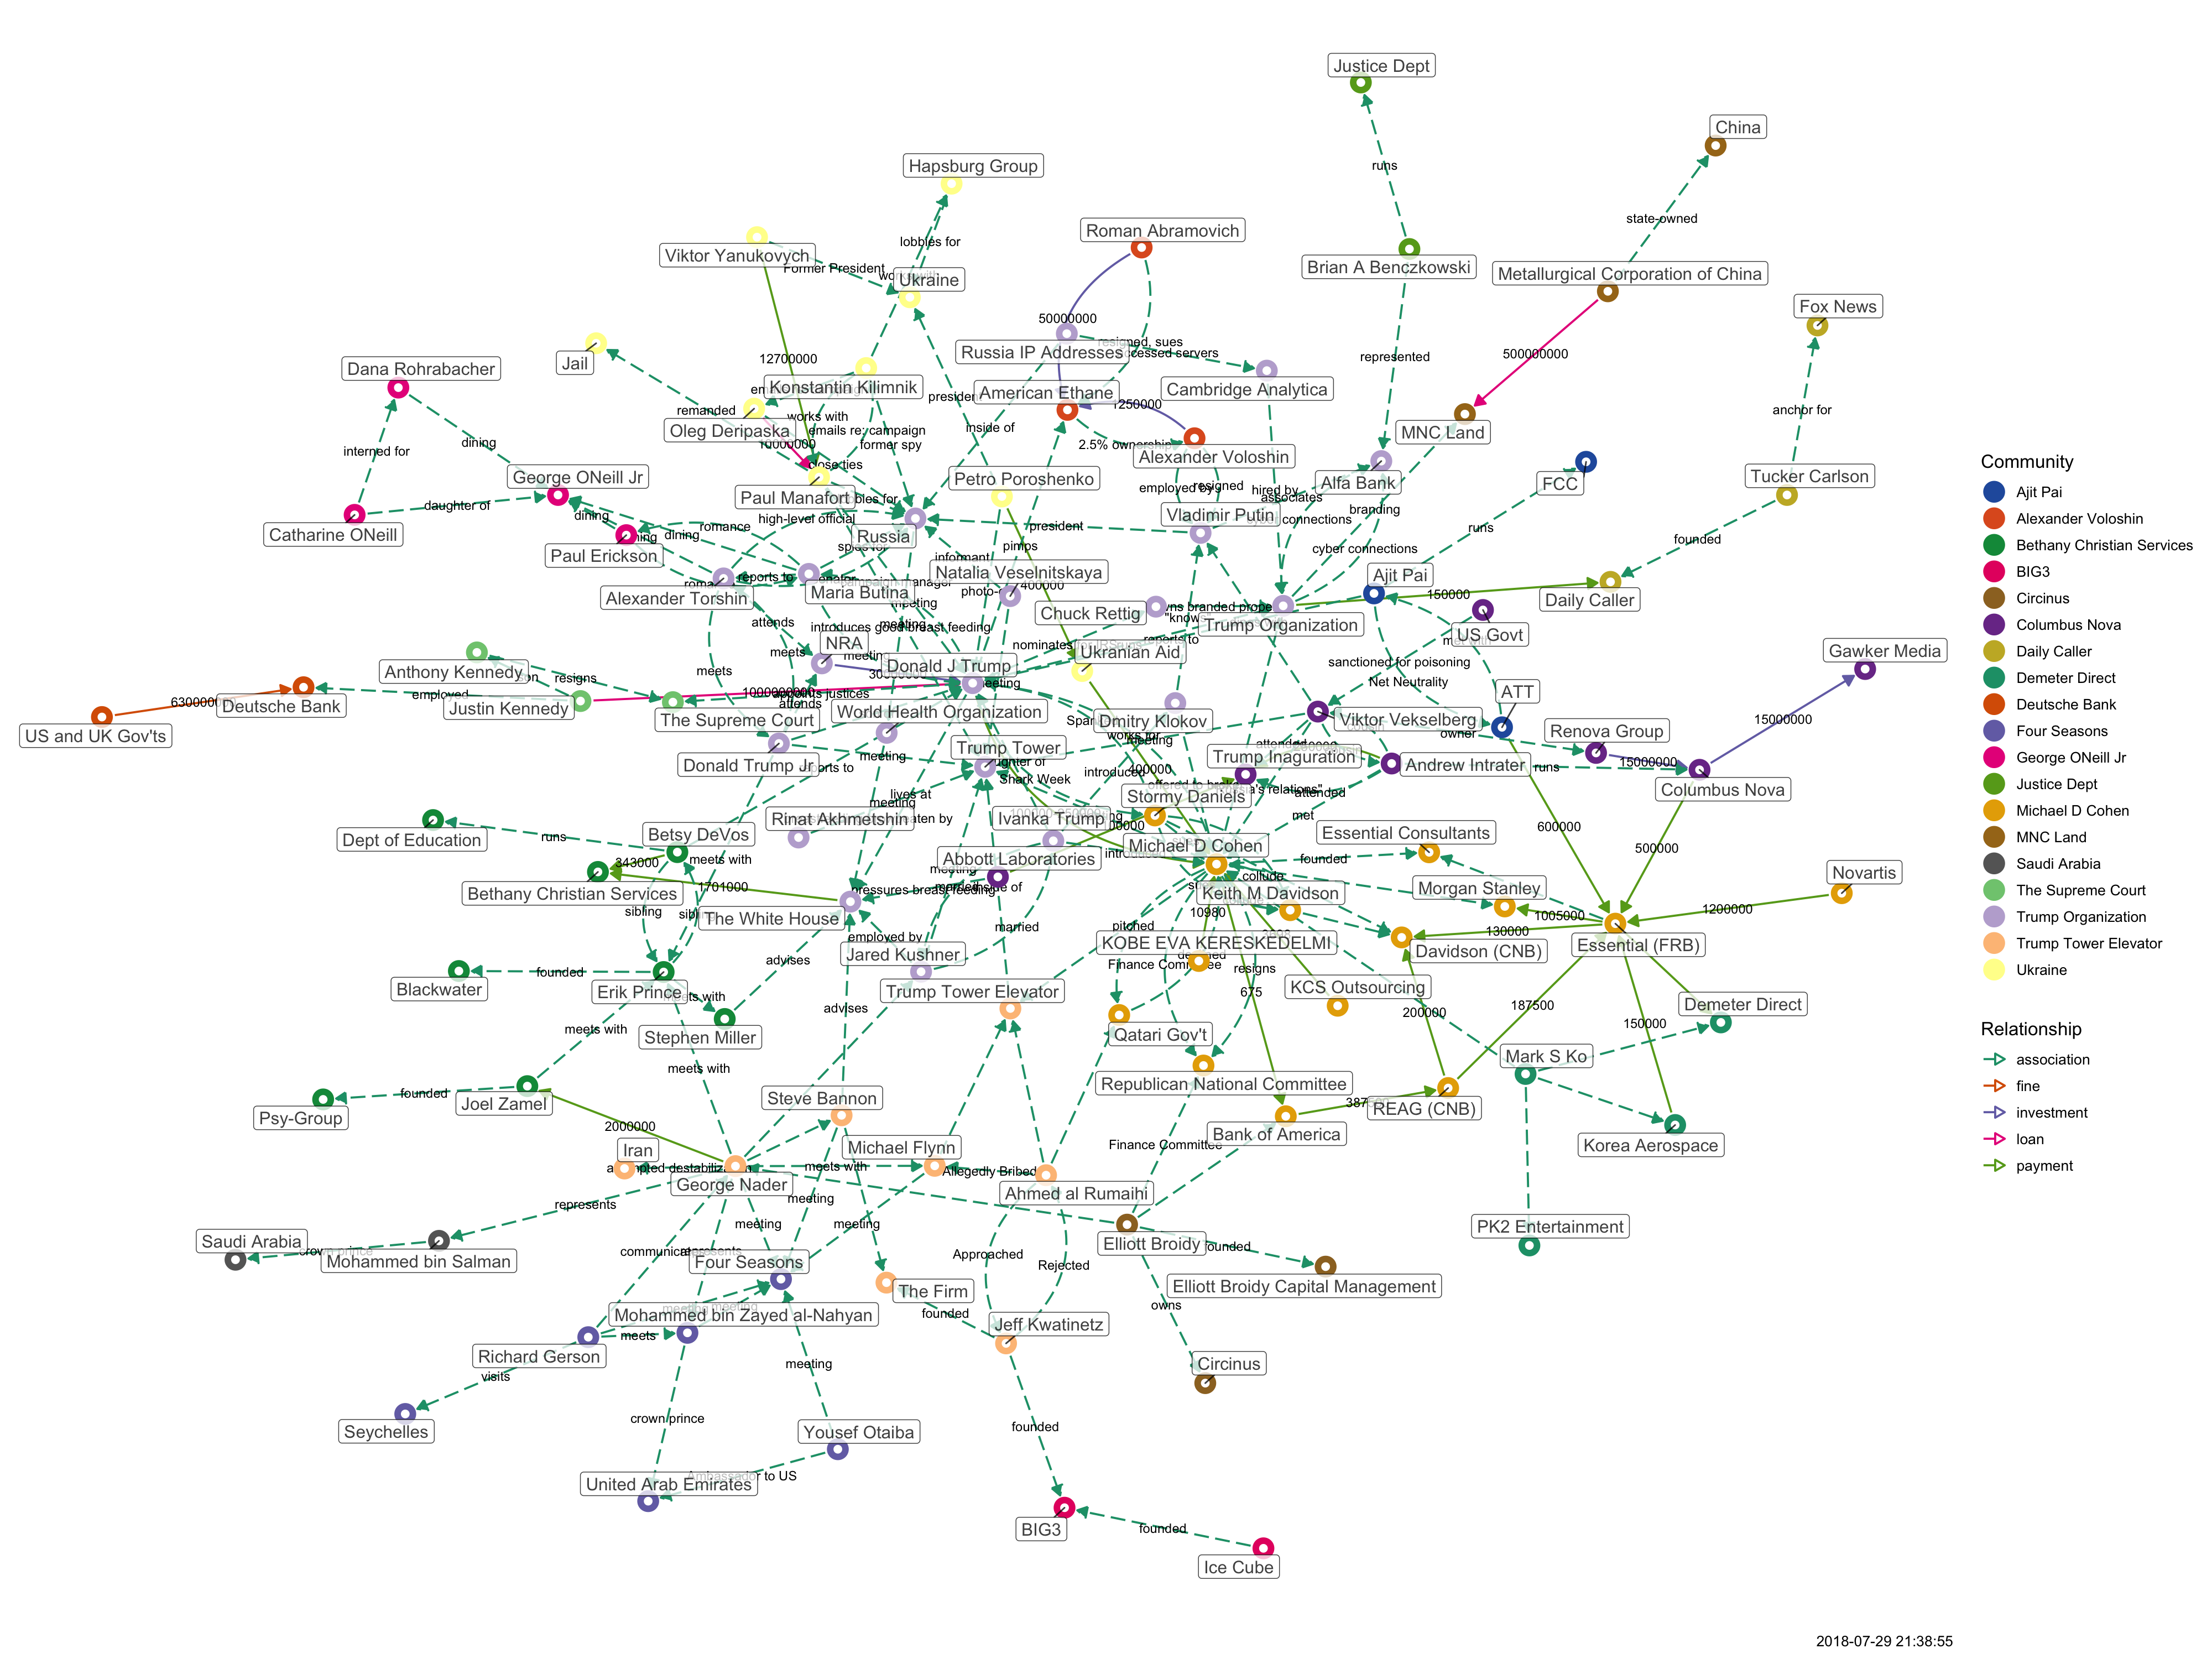 Justice Dept
China
runs
Hapsburg Group
state-owned
Roman Abramovich
lobbies for
Viktor Yanukovych
Former President
Ukraine
Brian A Benczkowski
Metallurgical Corporation of China
Fox News
50000000
Russia IP Addresses
resigned, sues
12700000
Jail
represented
500000000
Dana Rohrabacher
Konstantin Kilimnik
American Ethane
Cambridge Analytica
president
1250000
remanded
works with
anchor for
Oleg Deripaska
emails re: campaign
inside of
MNC Land
dining
former spy
2.5% ownership
interned for
Alexander Voloshin
George ONeill Jr
Petro Poroshenko
Alfa Bank
FCC
Tucker Carlson
Paul Manafort
employed by
resigned
hired by
associates
daughter of
Vladimir Putin
branding
dining
romance
high-level official
connections
Catharine ONeill
dining
president
runs
Paul Erickson
Russia
pimps
cyber connections
founded
informant
Natalia Veselnitskaya
Ajit Pai
reports to
400000
Alexander Torshin
Maria Butina
Chuck Rettig
150000
Daily Caller
meeting
Trump Organization
attends
introduces good breast feeding
US Govt
NRA
nominates
reports to
meets
meeting
Ukranian Aid
Gawker Media
Anthony Kennedy
resigns
Donald J Trump
sanctioned for poisoning
meets
Net Neutrality
ATT
employed
1000000000
appoints justices
Deutsche Bank
Justin Kennedy
attends
The Supreme Court
World Health Organization
Dmitry Klokov
Viktor Vekselberg
15000000
US and UK Gov'ts
owner
Renova Group
works for
meeting
Trump Tower
Trump Inaguration
Donald Trump Jr
meeting
Andrew Intrater
runs
15000000
Shark Week
introduced
Columbus Nova
lives at
400000
attended
meeting
Stormy Daniels
Rinat Akhmetshin
Ivanka Trump
met
Dept of Education
runs
Betsy DeVos
Essential Consultants
600000
Michael D Cohen
500000
343000
meets with
Abbott Laboratories
founded
Novartis
1701000
collude
Bethany Christian Services
pressures breast feeding
Keith M Davidson
Morgan Stanley
sibling
The White House
10980
1005000
1200000
pitched
married
130000
employed by
KOBE EVA KERESKEDELMI
Essential (FRB)
Jared Kushner
Davidson (CNB)
advises
resigns
founded
Blackwater
Erik Prince
Trump Tower Elevator
KCS Outsourcing
675
Demeter Direct
advises
187500
200000
meets with
Qatari Gov't
150000
Stephen Miller
Mark S Ko
meets with
Republican National Committee
founded
Steve Bannon
Psy-Group
Joel Zamel
REAG (CNB)
2000000
Bank of America
Iran
Michael Flynn
Finance Committee
Korea Aerospace
meets with
Allegedly Bribed
George Nader
Ahmed al Rumaihi
represents
meeting
meeting
meeting
PK2 Entertainment
Saudi Arabia
Elliott Broidy
Approached
Mohammed bin Salman
Four Seasons
Rejected
The Firm
Elliott Broidy Capital Management
owns
Mohammed bin Zayed al-Nahyan
founded
Jeff Kwatinetz
meets
Richard Gerson
Circinus
meeting
visits
crown prince
Seychelles
founded
Yousef Otaiba
United Arab Emirates
BIG3
founded
Ice Cube
Community
Ajit Pai
Alexander Voloshin
Bethany Christian Services
BIG3
Circinus
Columbus Nova
Daily Caller
Demeter Direct
Deutsche Bank
Four Seasons
George ONeill Jr
Justice Dept
Michael D Cohen
MNC Land
Saudi Arabia
The Supreme Court
Trump Organization
Trump Tower Elevator
Ukraine
Relationship
association
fine
investment
loan
payment
2018-07-29 21:38:55